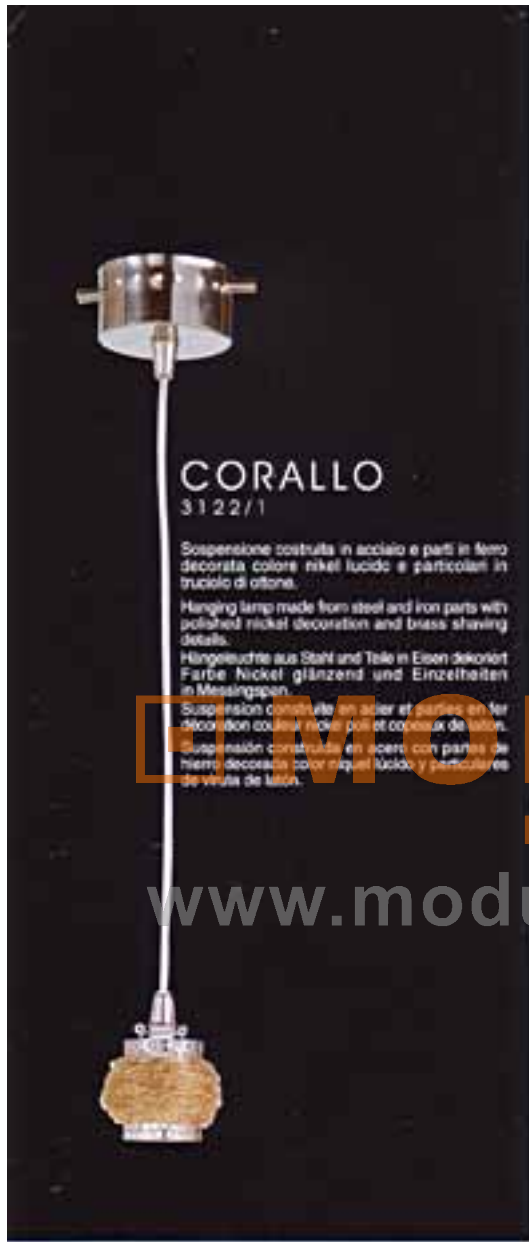 CORALLO
3122/1
Sospensione costruita in acciaio e parti in ferro
decorata colore nikel lucido e particolari in
truciolo di ottone.
Hanging lamp made from steel and iron parts with
polished nickel decoration and brass shaving
details.
Hängeleuchte aus Stahl und Teile in Eisen dekoriert
Farbe Nickel glänzend und Einzelheiten
in Messingspan.
Suspension construite en acier et parties en fer
décoration couleur nickel poli et copeaux de laiton.
Suspensión construida en acero con partes de
hierro decorada color níquel lúcido y particulares
de viruta de latón.
MO
www.modu